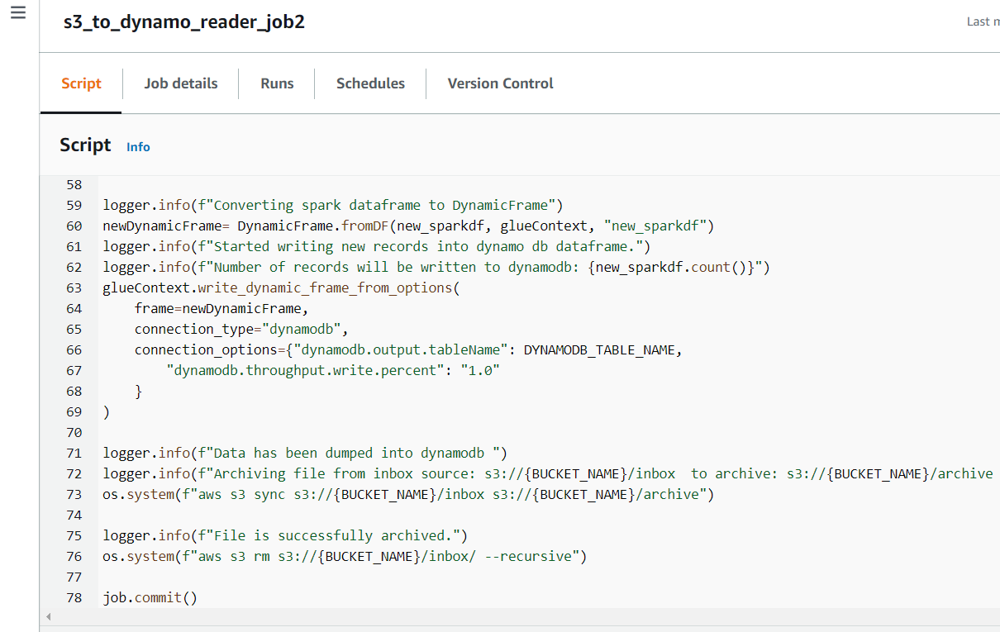 s3_to_dynamo_reader_job2
Last m
Script
Job details
Runs
Schedules
Version Control
Script Info
58
59 logger.info(f"Converting spark dataframe to DynamicFrame")
60 newDynamicFrame= DynamicFrame.fromDF(new_sparkdf, glueContext, "new_sparkdf")
61 logger.info(f"Started writing new records into dynamo db dataframe.")
62 logger.info(f"Number of records will be written to dynamodb: {new_sparkdf.count()}")
63 glueContext.write_dynamic_frame_from_options(
64     frame=newDynamicFrame,
65     connection_type="dynamodb",
66     connection_options={"dynamodb.output.tableName": DYNAMODB_TABLE_NAME,
67         "dynamodb.throughput.write.percent": "1.0"
68     }
69 )
70
71 logger.info(f"Data has been dumped into dynamodb ")
72 logger.info(f"Archiving file from inbox source: s3://{BUCKET_NAME}/inbox  to archive: s3://{BUCKET_NAME}/archive
73 os.system(f"aws s3 sync s3://{BUCKET_NAME}/inbox s3://{BUCKET_NAME}/archive")
74
75 logger.info(f"File is successfully archived.")
76 os.system(f"aws s3 rm s3://{BUCKET_NAME}/inbox/ --recursive")
77
78 job.commit()